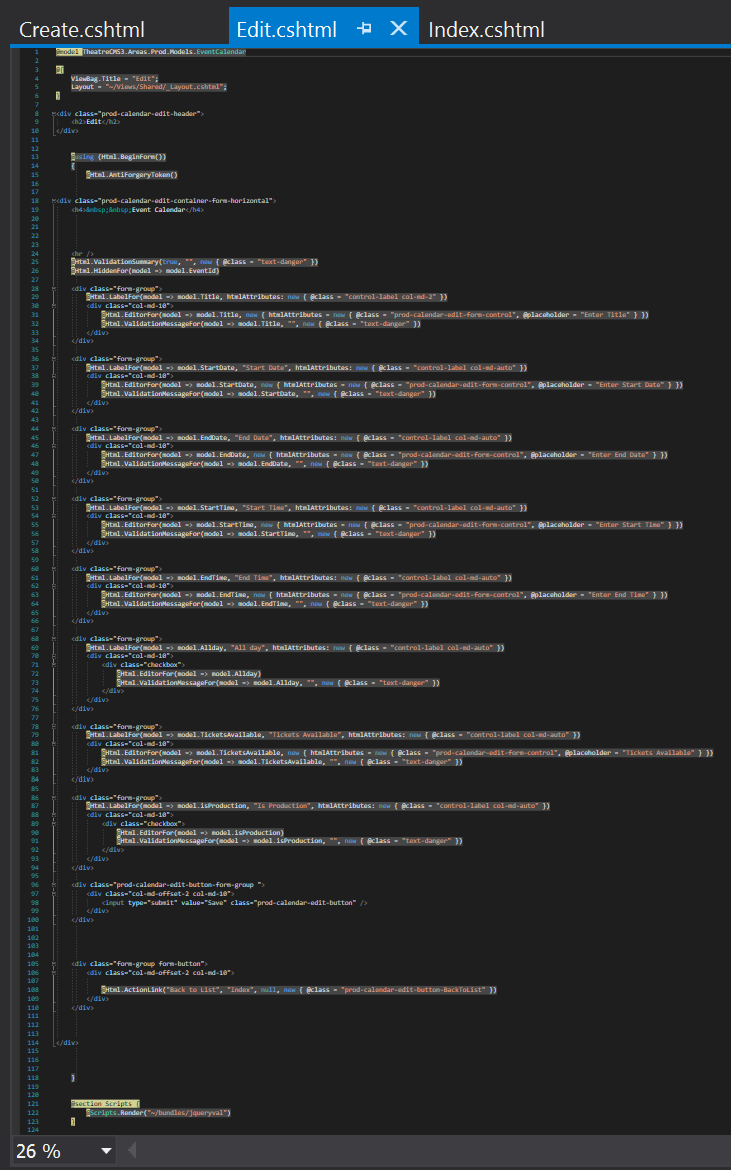 Create.cshtml Edit.cshtml Index.cshtml
1 @model TheatreCMS3.Areas.Prod.Models.EventCalendar
2
3 @{
4 ViewBag.Title = "Edit";
5 Layout = "~/Views/Shared/_Layout.cshtml";
6 }
7
8 <div class="prod-calendar-edit-header">
9 <h2>Edit</h2>
10 </div>
11
12
13 @using (Html.BeginForm())
14 {
15 @Html.AntiForgeryToken()
16
17
18 <div class="prod-calendar-edit-container-form-horizontal">
19 <h4>&nbsp;&nbsp;Event Calendar</h4>
20
21
22
23
24 <hr />
25 @Html.ValidationSummary(true, "", new { @class = "text-danger" })
26 @Html.HiddenFor(model => model.EventId)
27
28 <div class="form-group">
29 @Html.LabelFor(model => model.Title, htmlAttributes: new { @class = "control-label col-md-2" })
30 <div class="col-md-10">
31 @Html.EditorFor(model => model.Title, new { htmlAttributes = new { @class = "prod-calendar-edit-form-control", @placeholder = "Enter Title" } })
32 @Html.ValidationMessageFor(model => model.Title, "", new { @class = "text-danger" })
33 </div>
34 </div>
35
36 <div class="form-group">
37 @Html.LabelFor(model => model.StartDate, "Start Date", htmlAttributes: new { @class = "control-label col-md-auto" })
38 <div class="col-md-10">
39 @Html.EditorFor(model => model.StartDate, new { htmlAttributes = new { @class = "prod-calendar-edit-form-control", @placeholder = "Enter Start Date" } })
40 @Html.ValidationMessageFor(model => model.StartDate, "", new { @class = "text-danger" })
41 </div>
42 </div>
43
44 <div class="form-group">
45 @Html.LabelFor(model => model.EndDate, "End Date", htmlAttributes: new { @class = "control-label col-md-auto" })
46 <div class="col-md-10">
47 @Html.EditorFor(model => model.EndDate, new { htmlAttributes = new { @class = "prod-calendar-edit-form-control", @placeholder = "Enter End Date" } })
48 @Html.ValidationMessageFor(model => model.EndDate, "", new { @class = "text-danger" })
49 </div>
50 </div>
51
52 <div class="form-group">
53 @Html.LabelFor(model => model.StartTime, "Start Time", htmlAttributes: new { @class = "control-label col-md-auto" })
54 <div class="col-md-10">
55 @Html.EditorFor(model => model.StartTime, new { htmlAttributes = new { @class = "prod-calendar-edit-form-control", @placeholder = "Enter Start Time" } })
56 @Html.ValidationMessageFor(model => model.StartTime, "", new { @class = "text-danger" })
57 </div>
58 </div>
59
60 <div class="form-group">
61 @Html.LabelFor(model => model.EndTime, "End Time", htmlAttributes: new { @class = "control-label col-md-auto" })
62 <div class="col-md-10">
63 @Html.EditorFor(model => model.EndTime, new { htmlAttributes = new { @class = "prod-calendar-edit-form-control", @placeholder = "Enter End Time" } })
64 @Html.ValidationMessageFor(model => model.EndTime, "", new { @class = "text-danger" })
65 </div>
66 </div>
67
68 <div class="form-group">
69 @Html.LabelFor(model => model.Allday, "All day", htmlAttributes: new { @class = "control-label col-md-auto" })
70 <div class="col-md-10">
71 <div class="checkbox">
72 @Html.EditorFor(model => model.Allday)
73 @Html.ValidationMessageFor(model => model.Allday, "", new { @class = "text-danger" })
74 </div>
75 </div>
76 </div>
77
78 <div class="form-group">
79 @Html.LabelFor(model => model.TicketsAvailable, "Tickets Available", htmlAttributes: new { @class = "control-label col-md-auto" })
80 <div class="col-md-10">
81 @Html.EditorFor(model => model.TicketsAvailable, new { htmlAttributes = new { @class = "prod-calendar-edit-form-control", @placeholder = "Tickets Available" } })
82 @Html.ValidationMessageFor(model => model.TicketsAvailable, "", new { @class = "text-danger" })
83 </div>
84 </div>
85
86 <div class="form-group">
87 @Html.LabelFor(model => model.isProduction, "Is Production", htmlAttributes: new { @class = "control-label col-md-auto" })
88 <div class="col-md-10">
89 <div class="checkbox">
90 @Html.EditorFor(model => model.isProduction)
91 @Html.ValidationMessageFor(model => model.isProduction, "", new { @class = "text-danger" })
92 </div>
93 </div>
94 </div>
95
96 <div class="prod-calendar-edit-button-form-group ">
97 <div class="col-md-offset-2 col-md-10">
98 <input type="submit" value="Save" class="prod-calendar-edit-button" />
99 </div>
100 </div>
101
102
103
104
105 <div class="form-group form-button">
106 <div class="col-md-offset-2 col-md-10">
107
108 @Html.ActionLink("Back to List", "Index", null, new { @class = "prod-calendar-edit-button-BackToList" })
109 </div>
110 </div>
111
112
113
114 </div>
115
116
117
118 }
119
120
121 @section Scripts {
122 @Scripts.Render("~/bundles/jqueryval")
123 }
124
26 %